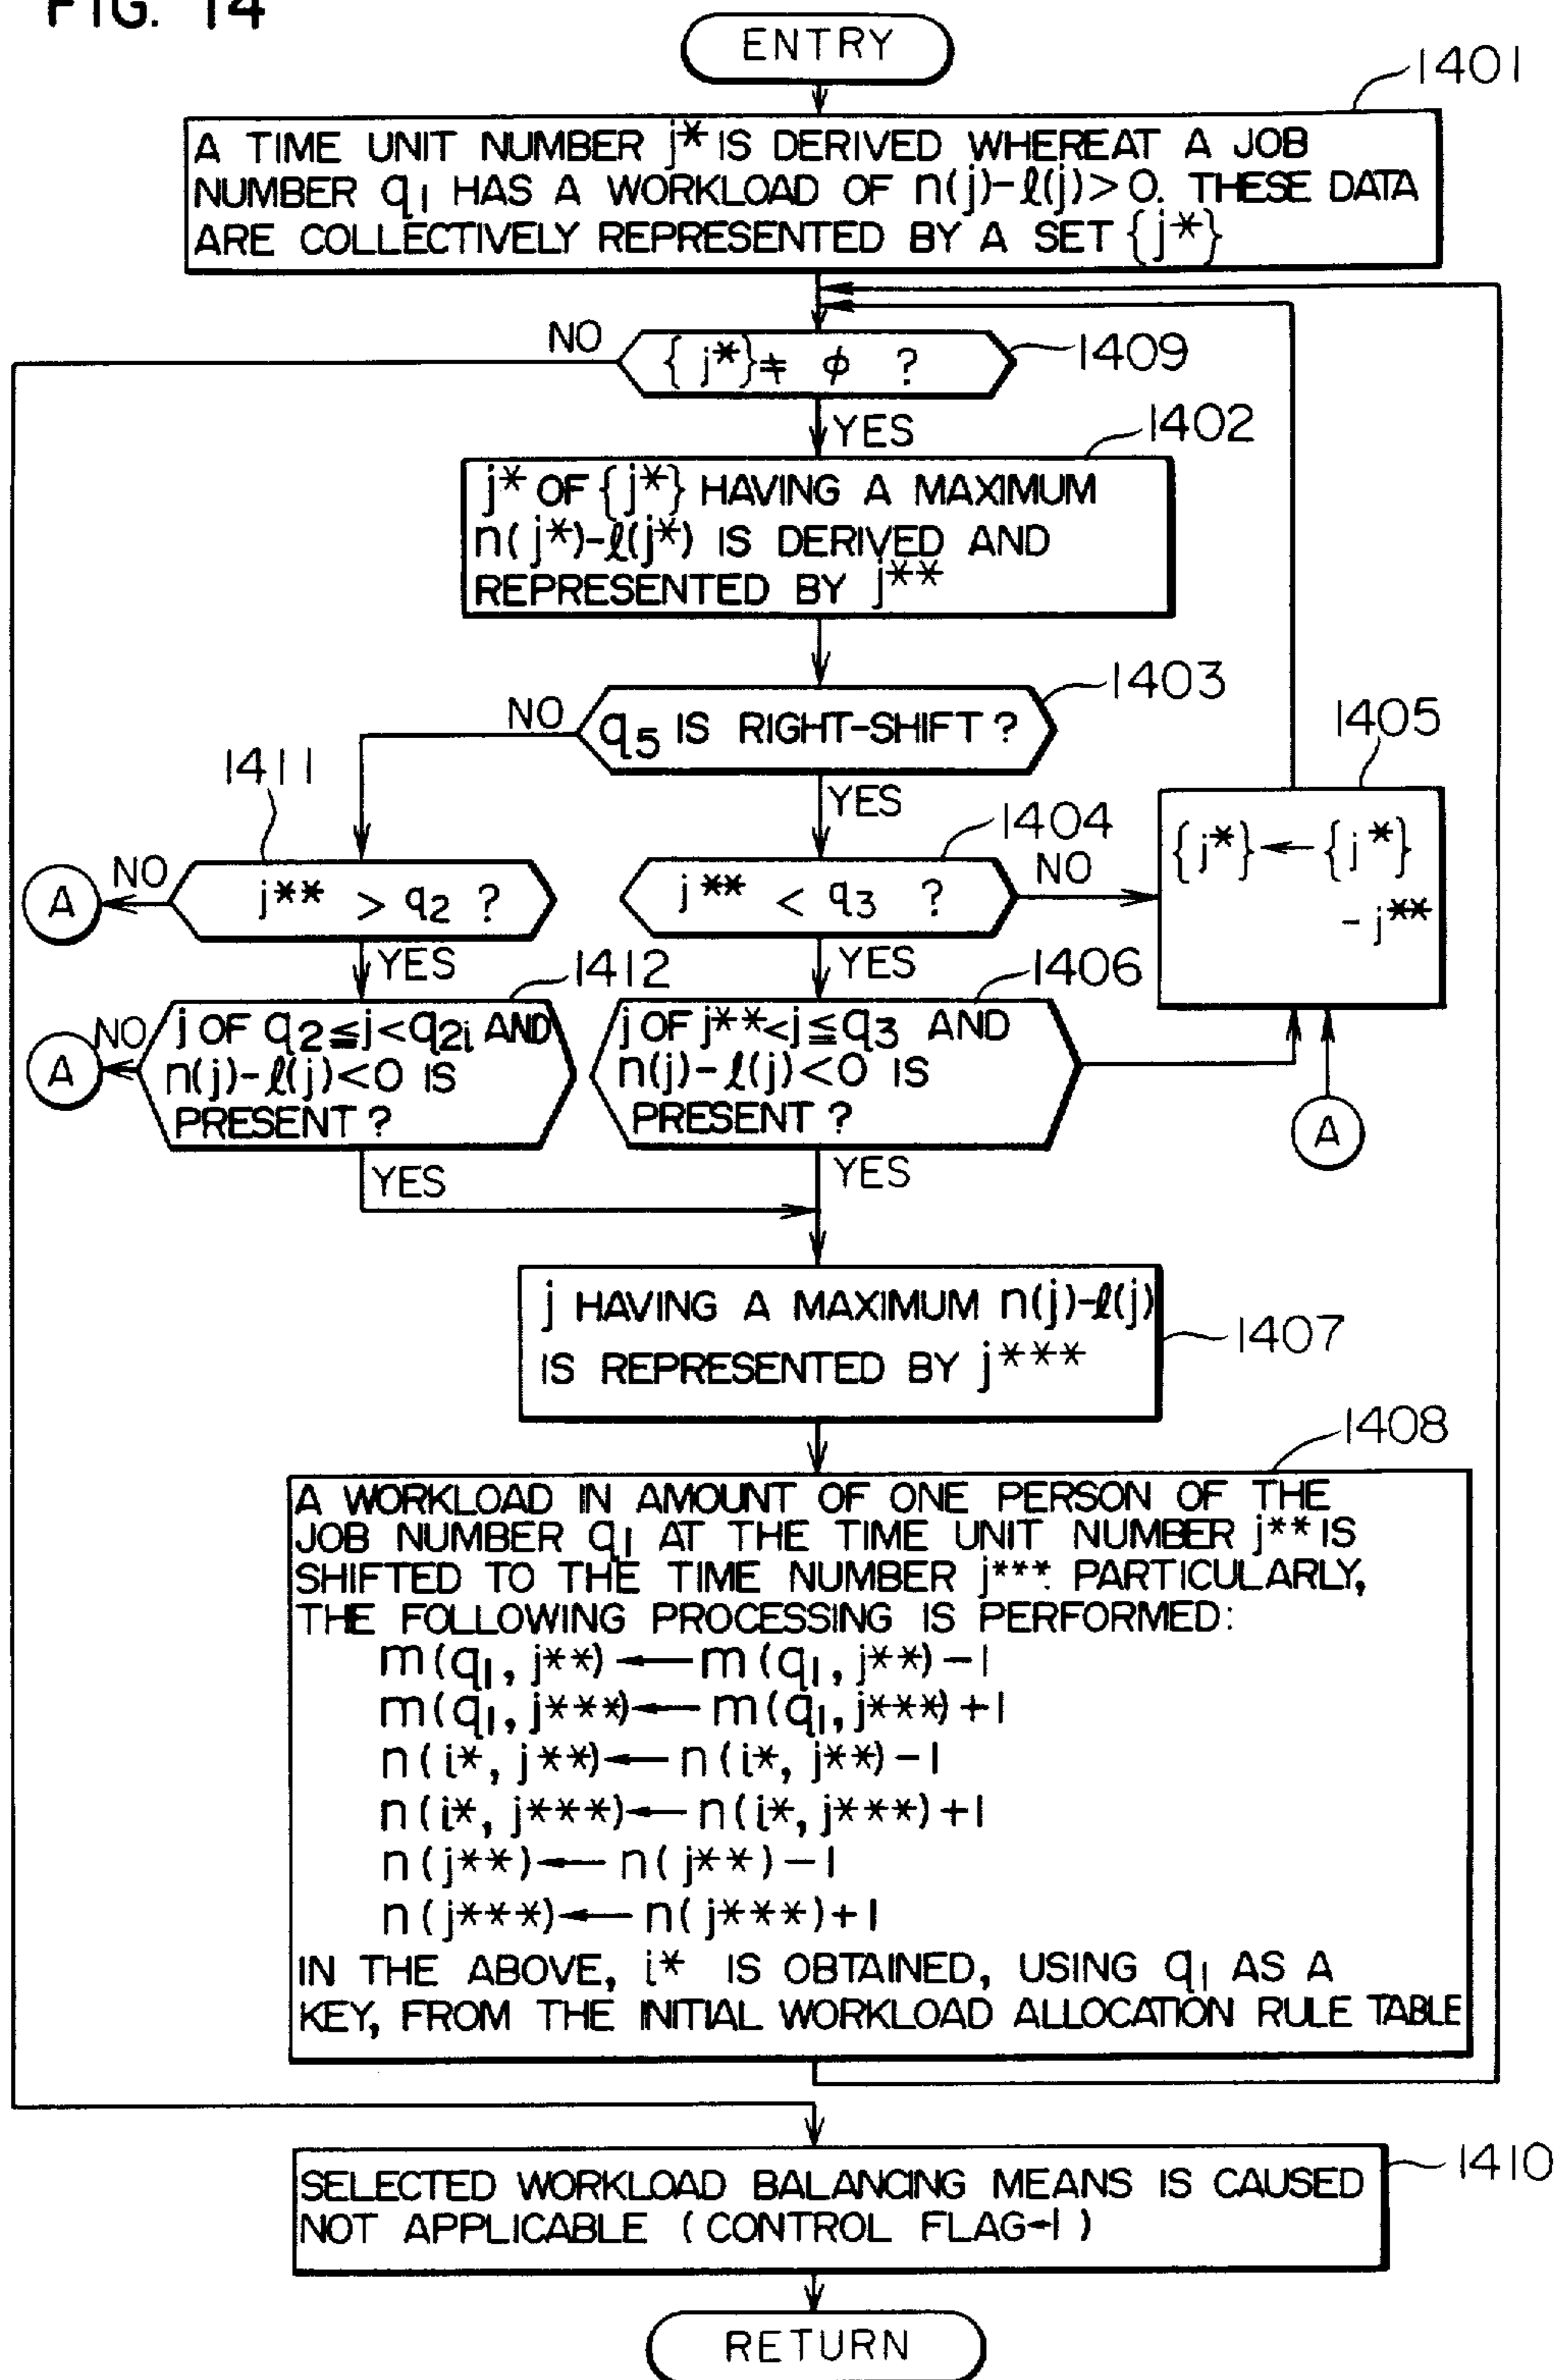 FIG. 14
ENTRY
1401
A TIME UNIT NUMBER j* IS DERIVED WHEREAT A JOB
NUMBER q1 HAS A WORKLOAD OF n(j)-ℓ(j)>0. THESE DATA
ARE COLLECTIVELY REPRESENTED BY A SET {j*}
NO
{ j*}≠ φ ?
1409
YES
1402
j* OF {j*} HAVING A MAXIMUM
n(j*)-ℓ(j*) IS DERIVED AND
REPRESENTED BY j**
1403
NO
q5 IS RIGHT-SHIFT ?
1405
1411
YES
1404
{j*} ← {j*}
- j**
A
NO
j** > q2 ?
j** < q3 ?
NO
YES
1412
YES
1406
A
NO
j OF q2≦j<q2i AND
n(j)-ℓ(j)<0 IS
PRESENT ?
j OF j**<j≦q3 AND
n(j)-ℓ(j)<0 IS
PRESENT ?
A
YES
YES
j HAVING A MAXIMUM n(j)-ℓ(j)
IS REPRESENTED BY j***
1407
1408
A WORKLOAD IN AMOUNT OF ONE PERSON OF THE
JOB NUMBER q1 AT THE TIME UNIT NUMBER j** IS
SHIFTED TO THE TIME NUMBER j***. PARTICULARLY,
THE FOLLOWING PROCESSING IS PERFORMED:
m(q1, j**) ← m(q1, j**)-1
m(q1, j***) ← m(q1, j***)+1
n(i*, j**) ← n(i*, j**)-1
n(i*, j***) ← n(i*, j***)+1
n(j**) ← n(j**)-1
n(j***) ← n(j***)+1
IN THE ABOVE, i* IS OBTAINED, USING q1 AS A
KEY, FROM THE INITIAL WORKLOAD ALLOCATION RULE TABLE
1410
SELECTED WORKLOAD BALANCING MEANS IS CAUSED
NOT APPLICABLE (CONTROL FLAG←1)
RETURN